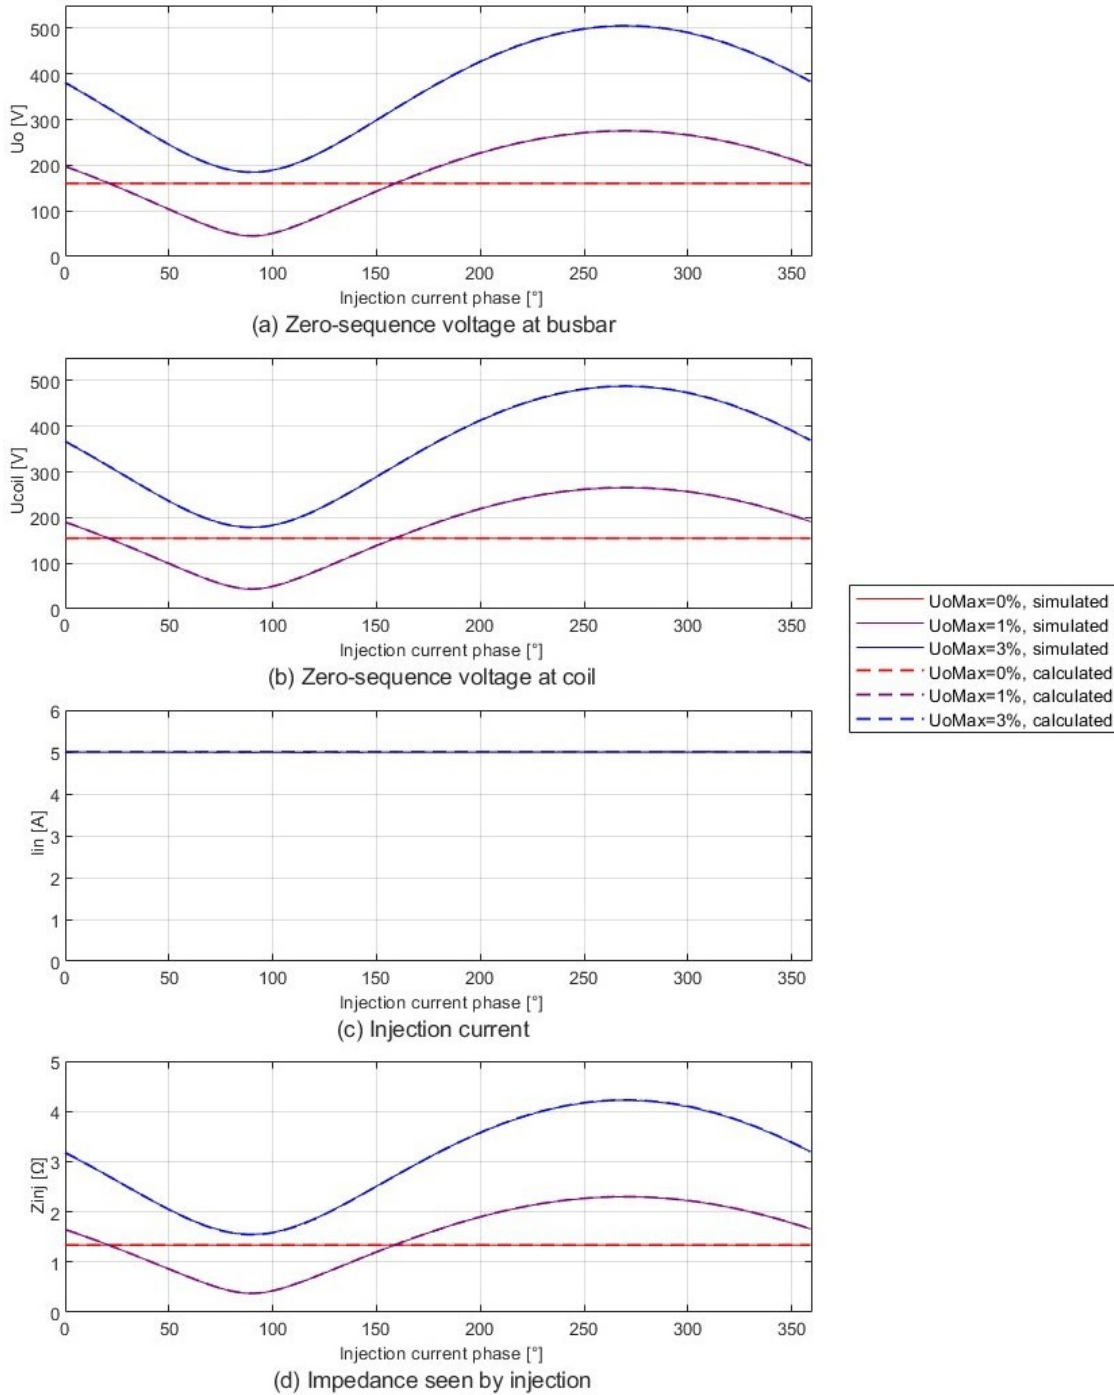 500
400
300
200
100
0
Uo [V]
0 50 100 150 200 250 300 350
Injection current phase [°]
(a) Zero-sequence voltage at busbar
500
400
300
200
100
0
Ucoil [V]
0 50 100 150 200 250 300 350
Injection current phase [°]
(b) Zero-sequence voltage at coil
UoMax=0%, simulated
UoMax=1%, simulated
UoMax=3%, simulated
UoMax=0%, calculated
UoMax=1%, calculated
UoMax=3%, calculated
6
5
4
3
2
1
0
Iin [A]
0 50 100 150 200 250 300 350
Injection current phase [°]
(c) Injection current
5
4
3
2
1
0
Zinj [Ω]
0 50 100 150 200 250 300 350
Injection current phase [°]
(d) Impedance seen by injection